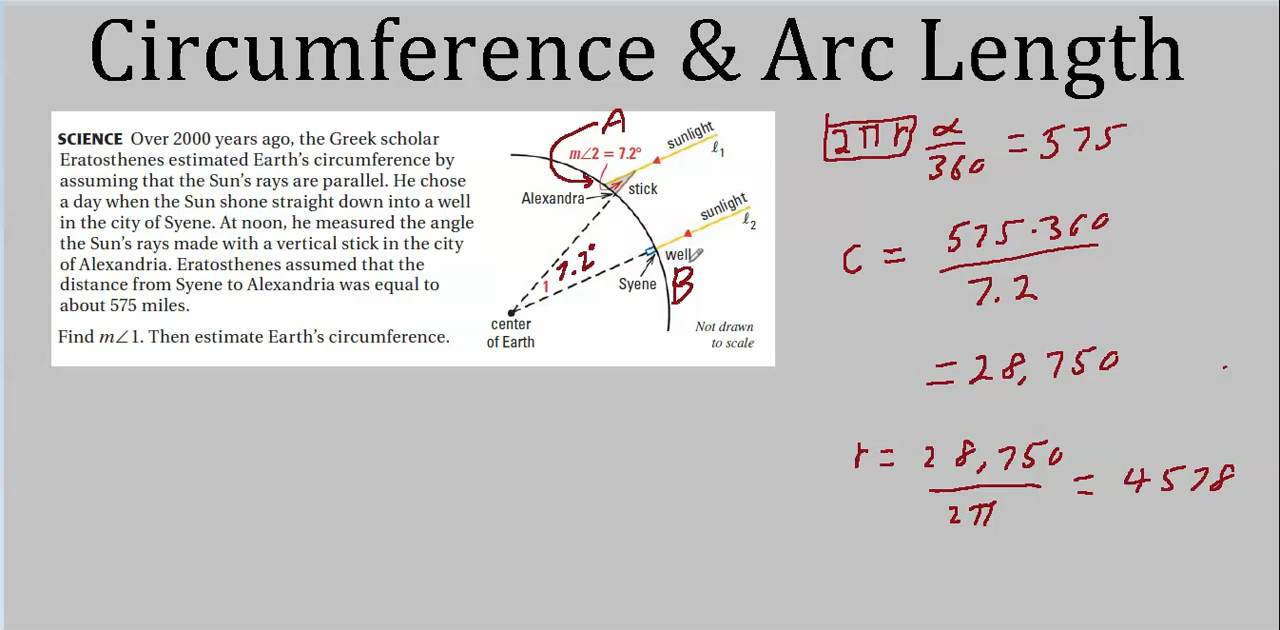 Circumference & Arc Length
SCIENCE Over 2000 years ago, the Greek scholar
Eratosthenes estimated Earth's circumference by
assuming that the Sun's rays are parallel. He chose
a day when the Sun shone straight down into a well
in the city of Syene. At noon, he measured the angle
the Sun's rays made with a vertical stick in the city
of Alexandria. Eratosthenes assumed that the
distance from Syene to Alexandria was equal to
about 575 miles.
Find m∠1. Then estimate Earth's circumference.
A
m∠2 = 7.2°
sunlight
ℓ1
stick
Alexandra
sunlight
ℓ2
7.2°
1
well
Syene
B
center
of Earth
Not drawn
to scale
2πr α/360 = 575
C = 575·360/7.2
= 28,750
r = 28,750/2π = 4578